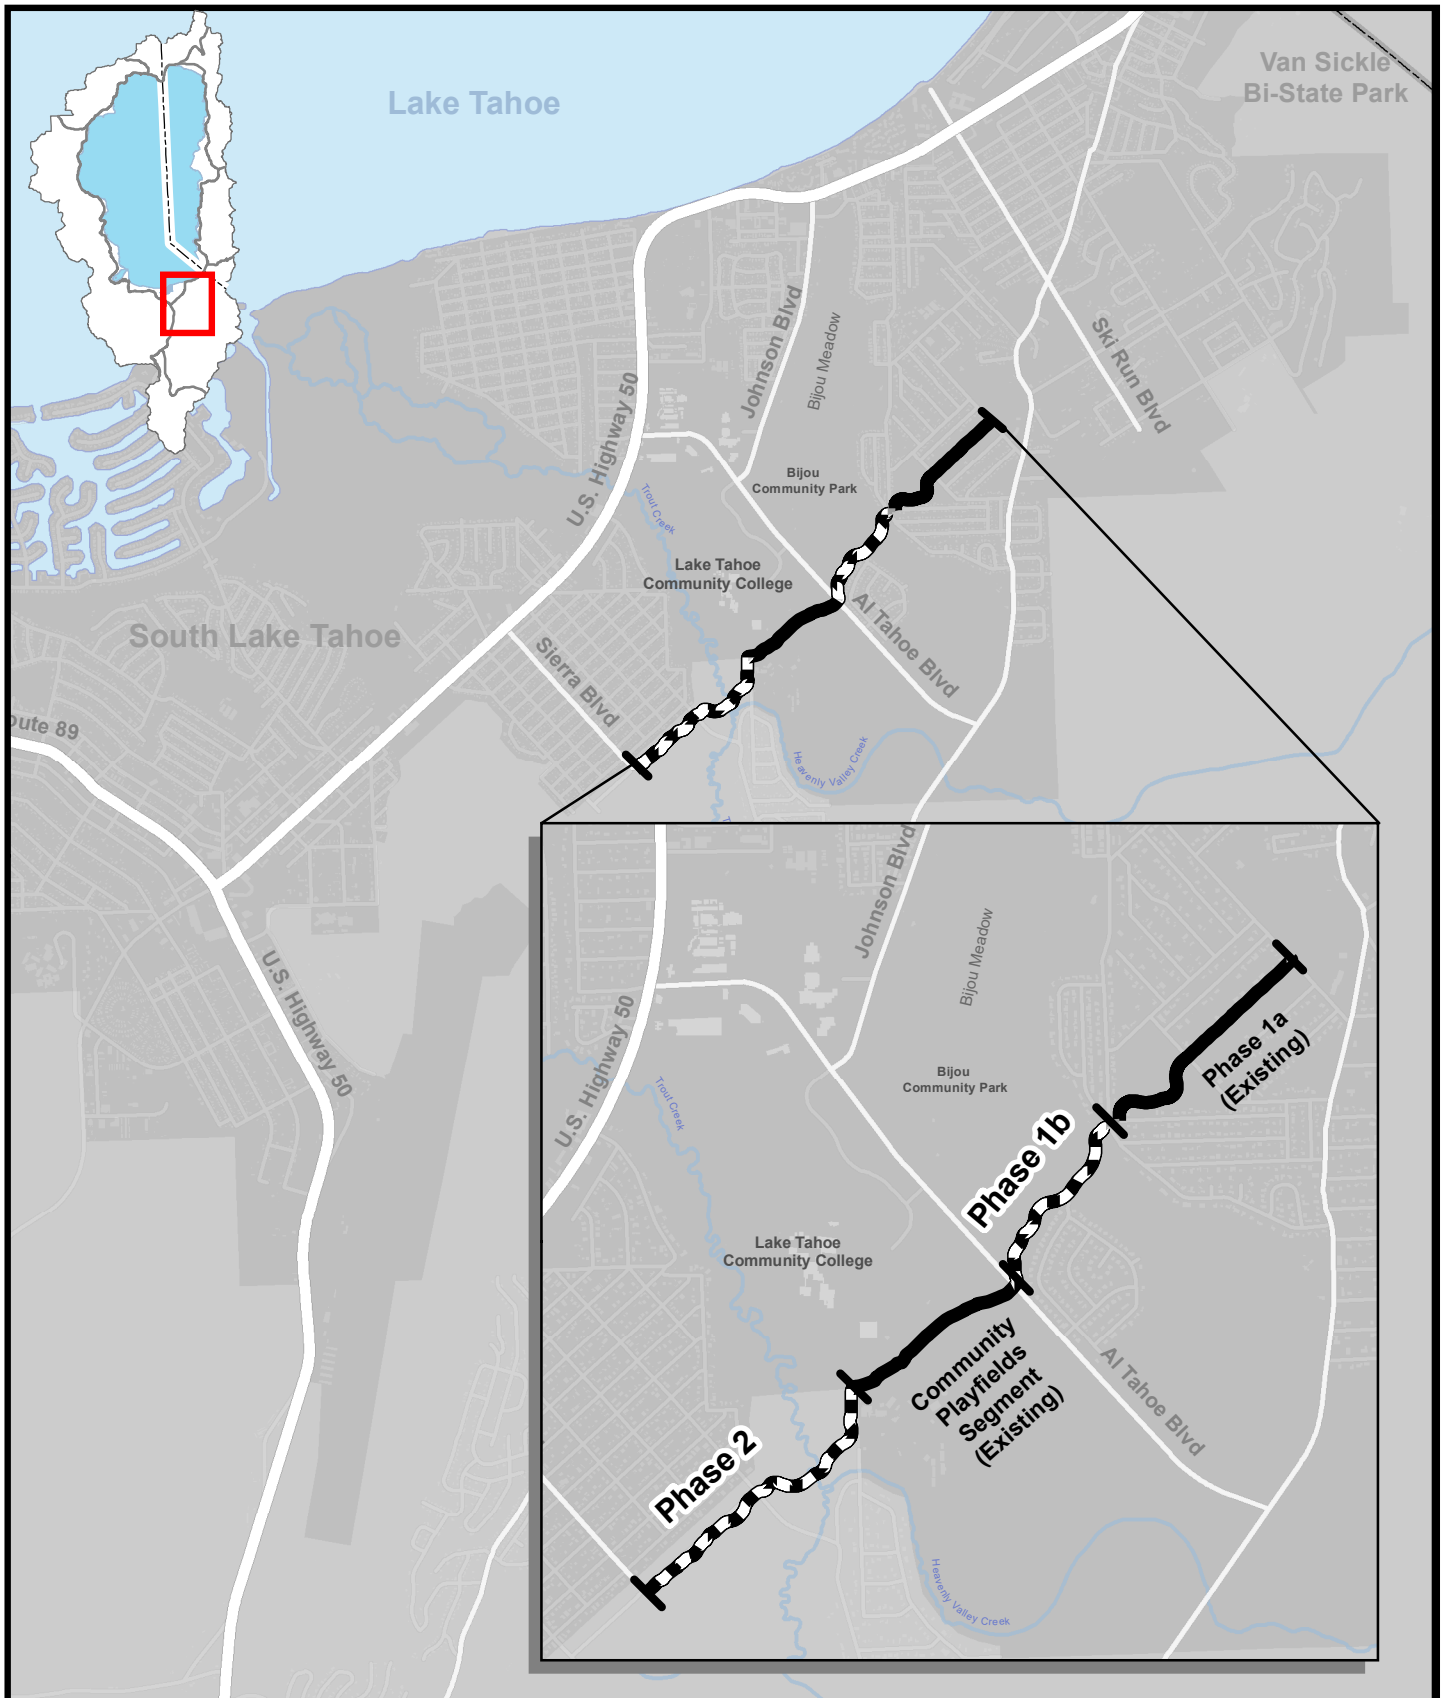 Van Sickle
Bi-State Park
Lake Tahoe
Johnson Blvd
Bijou Meadow
Ski Run Blvd
U.S. Highway 50
Bijou
Community Park
Trout Creek
Lake Tahoe
Community College
Al Tahoe Blvd
South Lake Tahoe
Sierra Blvd
oute 89
Heavenly Valley Creek
T
U.S. Highway 50
Johnson Blvd
Bijou Meadow
U.S. Highway 50
Phase 1a
(Existing)
Bijou
Community Park
Trout Creek
Phase 1b
Lake Tahoe
Community College
Community
Playfields
Segment
(Existing)
Al Tahoe Blvd
Phase 2
Heavenly Valley Creek